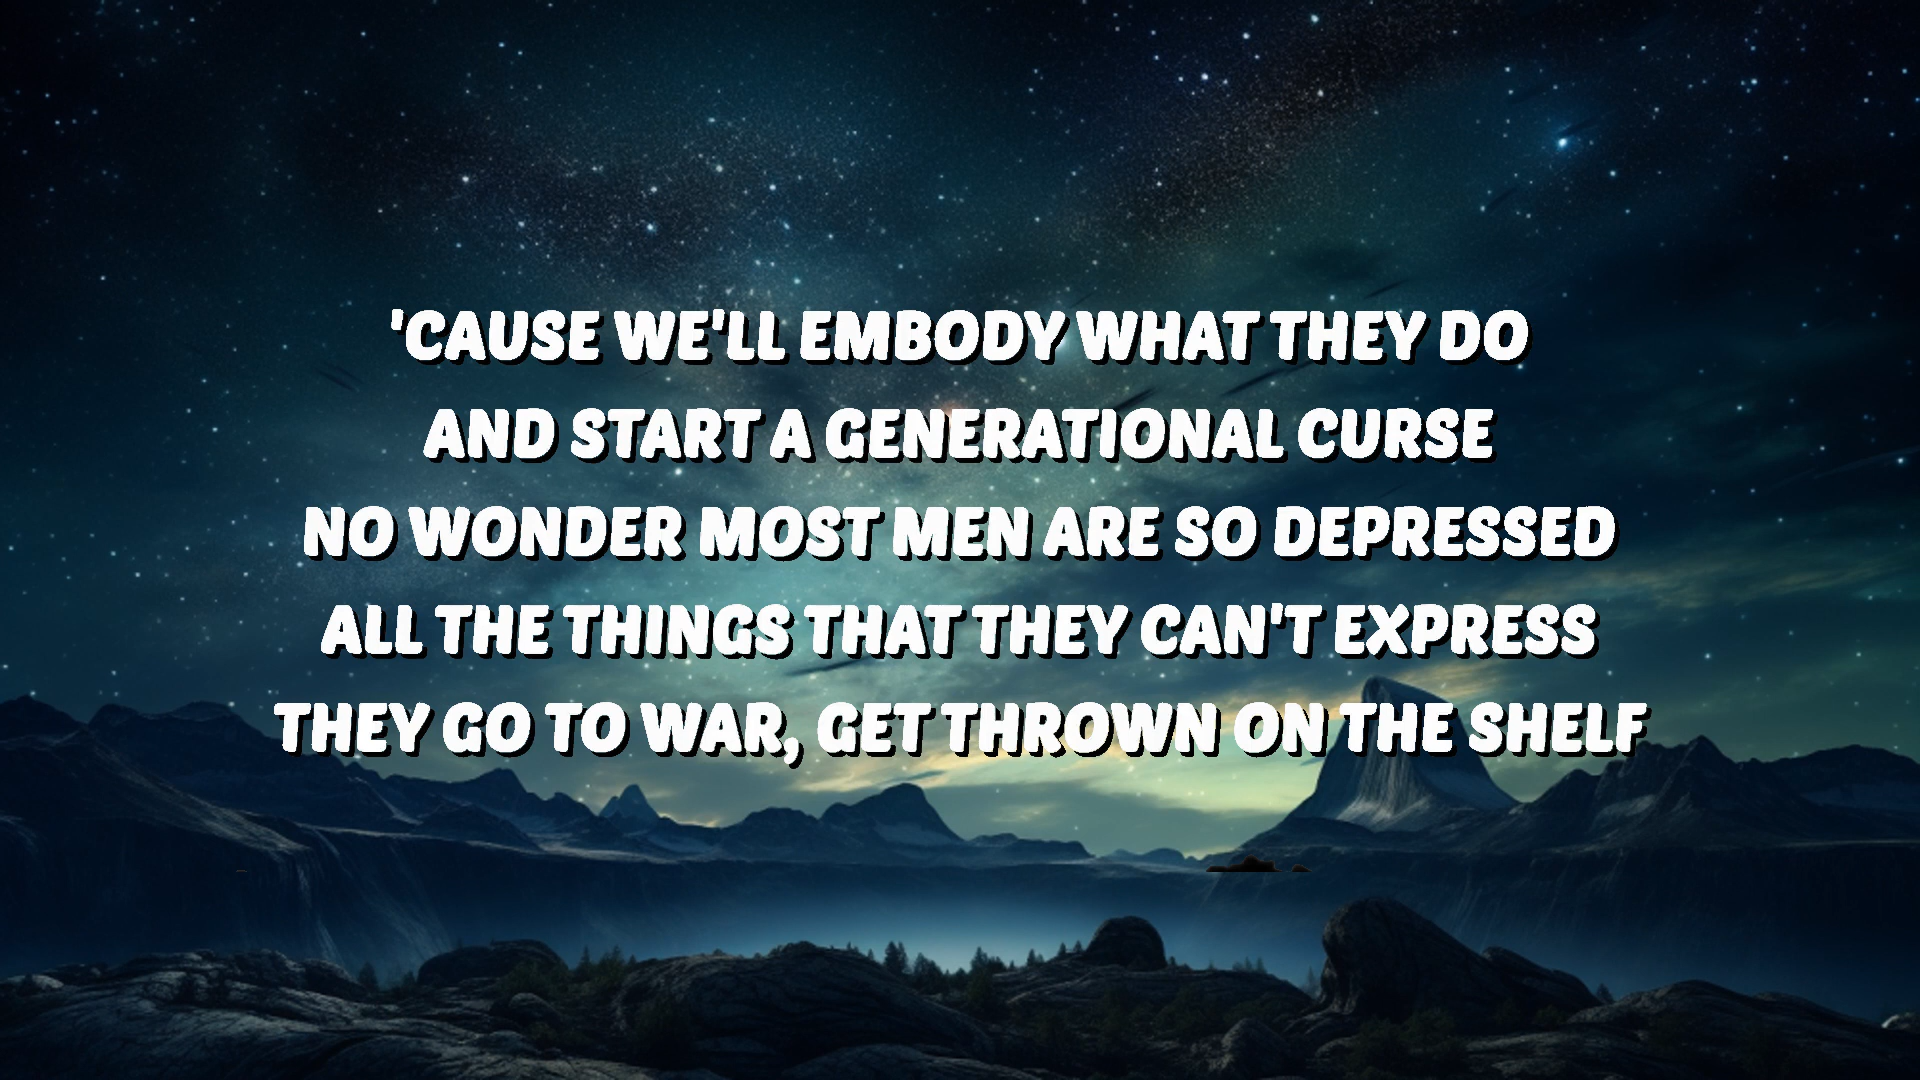 'CAUSE WE'LL EMBODY WHAT THEY DO
AND START A GENERATIONAL CURSE
NO WONDER MOST MEN ARE SO DEPRESSED
ALL THE THINGS THAT THEY CAN'T EXPRESS
THEY GO TO WAR, GET THROWN ON THE SHELF